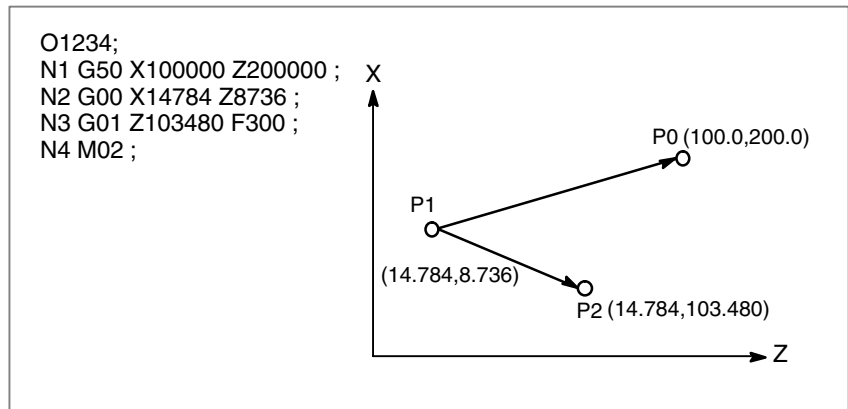 O1234;
N1 G50 X100000 Z200000 ;
N2 G00 X14784 Z8736 ;
N3 G01 Z103480 F300 ;
N4 M02 ;
X
P0 (100.0,200.0)
P1
(14.784,8.736)
P2 (14.784,103.480)
Z